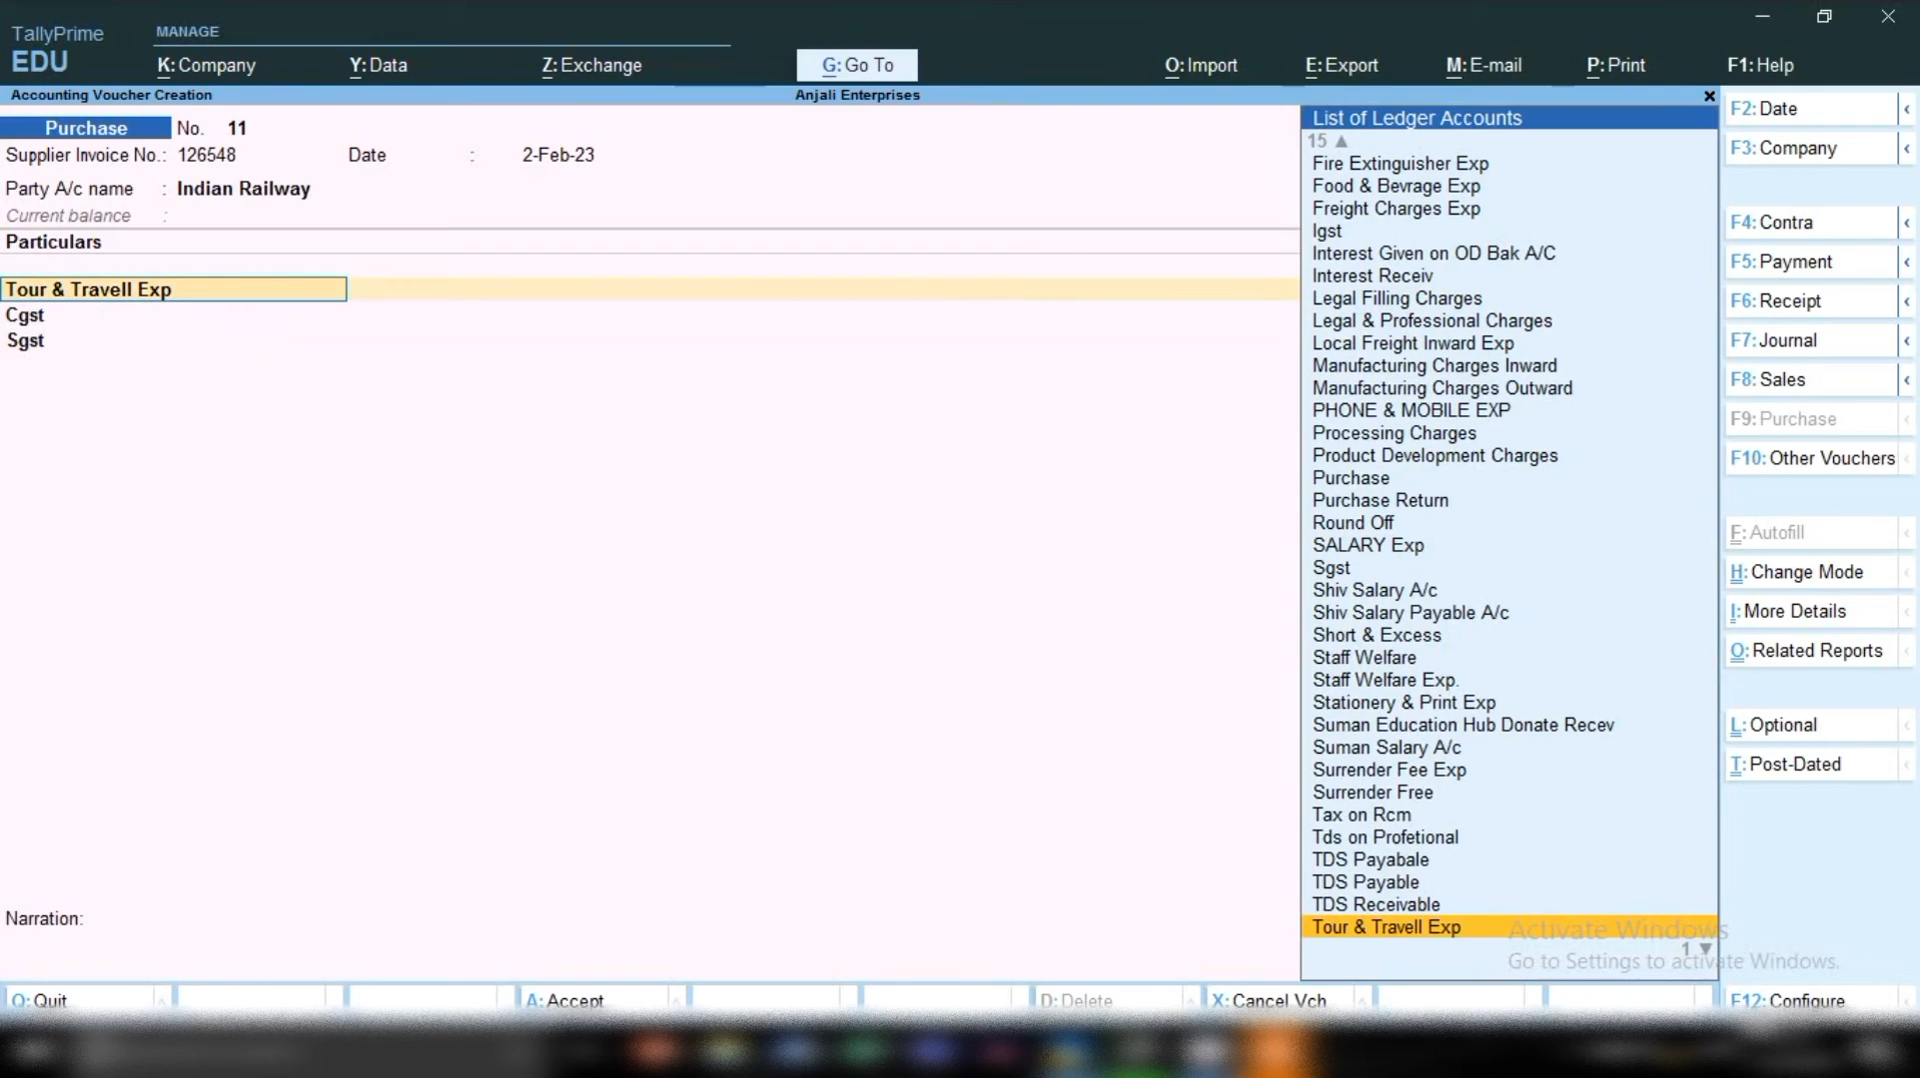 TallyPrime
EDU
MANAGE
K: Company
Y: Data
Z: Exchange
G: Go To
O: Import
E: Export
M: E-mail
P: Print
F1: Help
Accounting Voucher Creation
Anjali Enterprises
Purchase No. 11
Supplier Invoice No.: 126548 Date : 2-Feb-23
Party A/c name : Indian Railway
Current balance :
Particulars
Tour & Travell Exp
Cgst
Sgst
Narration:
List of Ledger Accounts
15 ▲
Fire Extinguisher Exp
Food & Bevrage Exp
Freight Charges Exp
Igst
Interest Given on OD Bak A/C
Interest Receiv
Legal Filling Charges
Legal & Professional Charges
Local Freight Inward Exp
Manufacturing Charges Inward
Manufacturing Charges Outward
PHONE & MOBILE EXP
Processing Charges
Product Development Charges
Purchase
Purchase Return
Round Off
SALARY Exp
Sgst
Shiv Salary A/c
Shiv Salary Payable A/c
Short & Excess
Staff Welfare
Staff Welfare Exp.
Stationery & Print Exp
Suman Education Hub Donate Recev
Suman Salary A/c
Surrender Fee Exp
Surrender Free
Tax on Rcm
Tds on Profetional
TDS Payabale
TDS Payable
TDS Receivable
Tour & Travell Exp
1 ▼
F2: Date
F3: Company
F4: Contra
F5: Payment
F6: Receipt
F7: Journal
F8: Sales
F9: Purchase
F10: Other Vouchers
F: Autofill
H: Change Mode
I: More Details
O: Related Reports
L: Optional
T: Post-Dated
Activate Windows
Go to Settings to activate Windows.
Q: Quit
A: Accept
D: Delete
X: Cancel Vch
F12: Configure